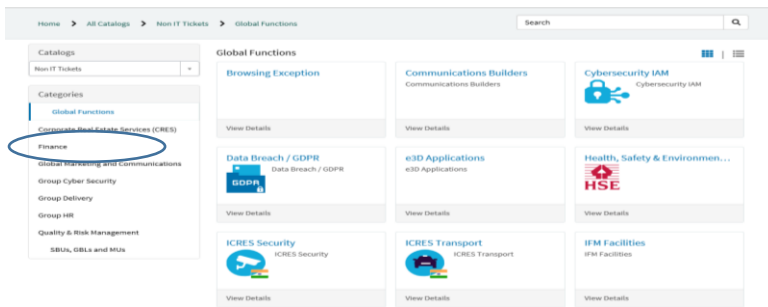 Home > All Catalogs > Non IT Tickets > Global Functions
Search
Catalogs
Non IT Tickets
Categories
Global Functions
Corporate Real Estate Services (CRES)
Finance
Global Marketing and Communications
Group Cyber Security
Group Delivery
Group HR
Quality & Risk Management
SBUs, GBLs and MUs
Global Functions
Browsing Exception
View Details
Communications Builders
Communications Builders
View Details
Cybersecurity IAM
Cybersecurity IAM
View Details
Data Breach / GDPR
Data Breach / GDPR
GDPR
View Details
e3D Applications
e3D Applications
View Details
Health, Safety & Environmen...
HSE
View Details
ICRES Security
ICRES Security
View Details
ICRES Transport
ICRES Transport
View Details
IFM Facilities
IFM Facilities
View Details